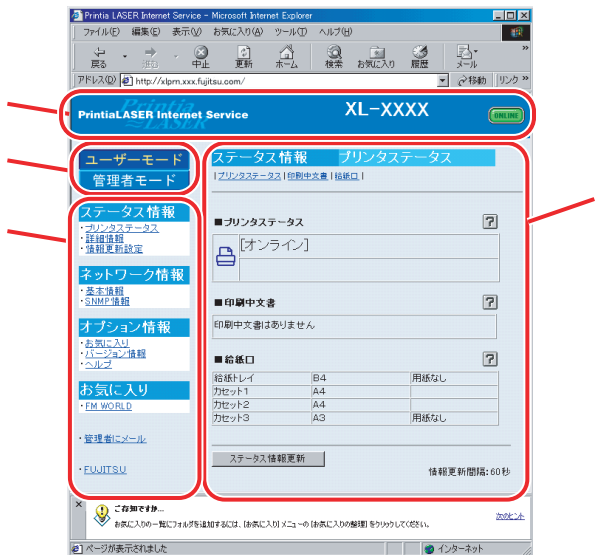 Printia LASER Internet Service - Microsoft Internet Explorer
ファイル(F) 編集(E) 表示(V) お気に入り(A) ツール(T) ヘルプ(H) »
戻る 進む 中止 更新 ホーム 検索 お気に入り 履歴 メール »
アドレス(D) http://xlpm.xxx.fujitsu.com/ 移動 リンク »
Printia LASER
PrintiaLASER Internet Service XL-XXXX ONLINE
ユーザーモード
管理者モード
ステータス情報
・プリンタステータス
・詳細情報
・情報更新設定
ネットワーク情報
・基本情報
・SNMP情報
オプション情報
・お気に入り
・バージョン情報
・ヘルプ
お気に入り
・FM WORLD
・管理者にメール
・FUJITSU
ステータス情報 プリンタステータス
|プリンタステータス|印刷中文書|給紙口|
■プリンタステータス ?
[オンライン]
■印刷中文書 ?
印刷中文書はありません
■給紙口 ?
給紙トレイ B4 用紙なし
カセット1 A4
カセット2 A4
カセット3 A3 用紙なし
ステータス情報更新
情報更新間隔:60秒
× ご存知ですか...
お気に入りの一覧にフォルダを追加するには、[お気に入り] メニューの [お気に入りの整理] をクリックしてください。 次のヒント
ページが表示されました インターネット